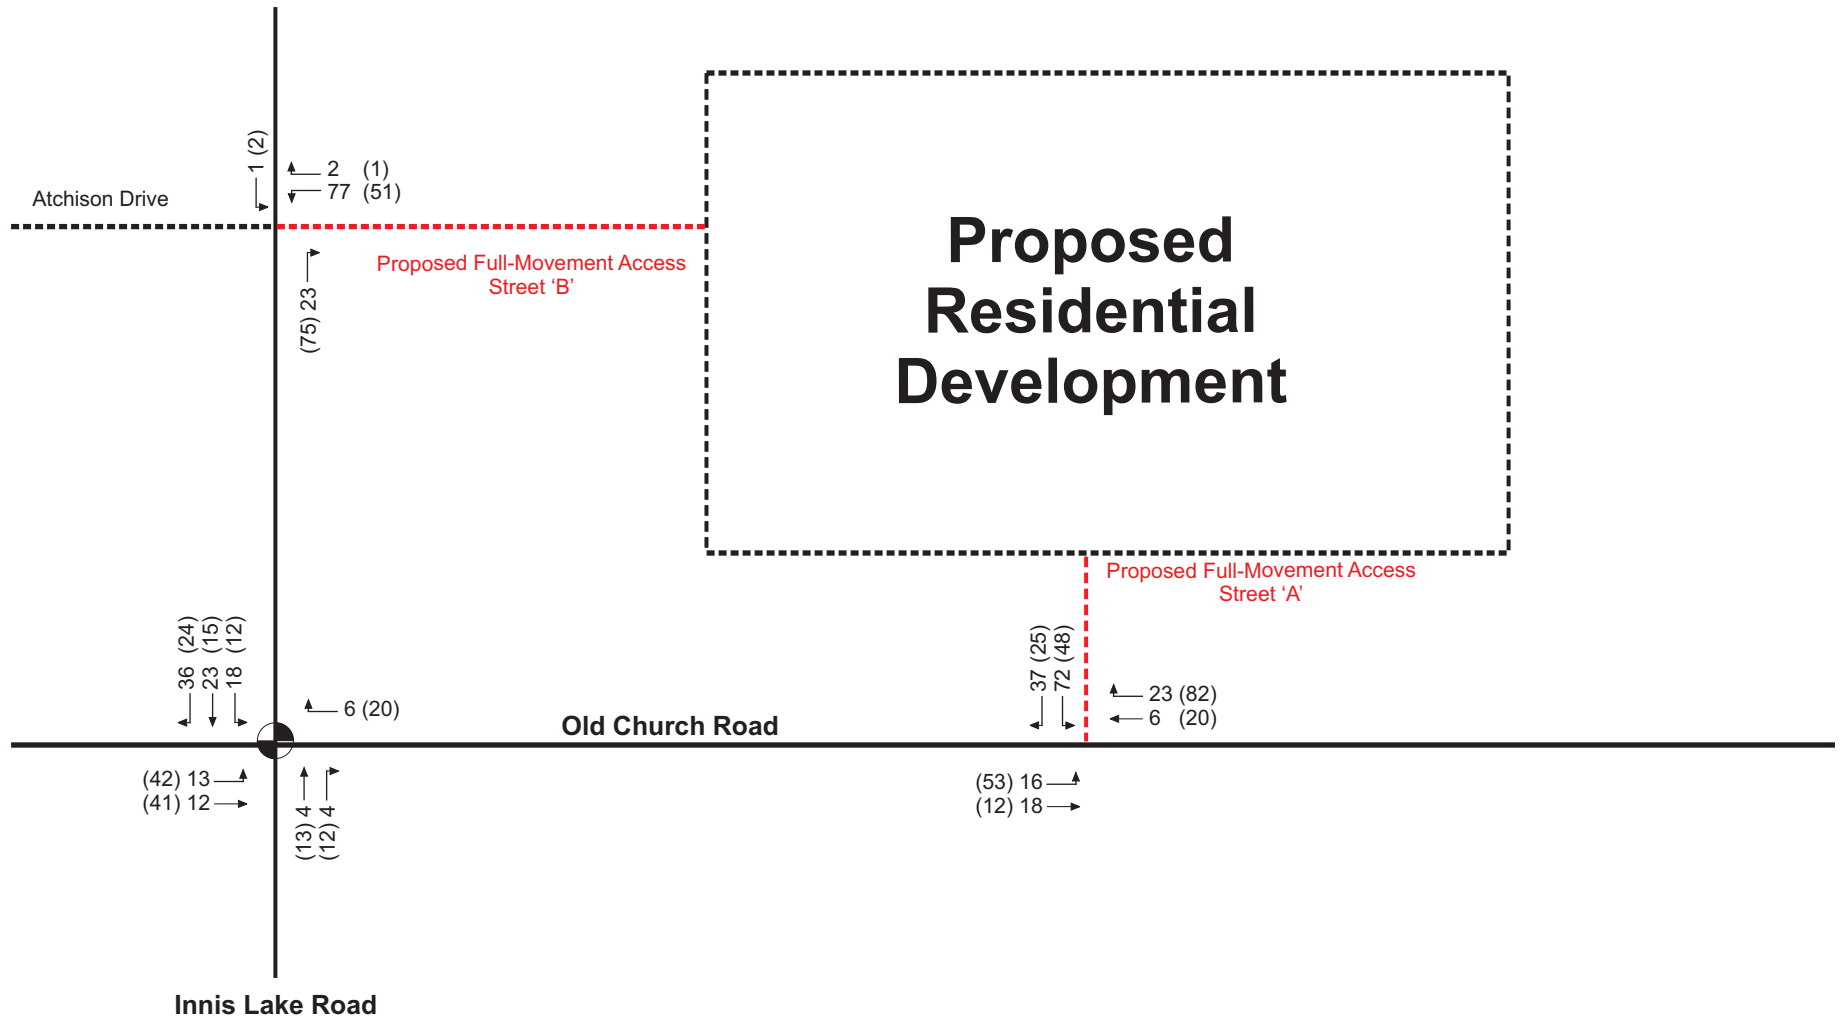 1 (2)
2 (1)
77 (51)
Atchison Drive
(75) 23
Proposed Full-Movement Access
Street ‘B’
Proposed
Residential
Development
Proposed Full-Movement Access
Street ‘A’
36 (24)
23 (15)
18 (12)
6 (20)
Old Church Road
37 (25)
72 (48)
23 (82)
6 (20)
(42) 13
(41) 12
(13) 4
(12) 4
(53) 16
(12) 18
Innis Lake Road